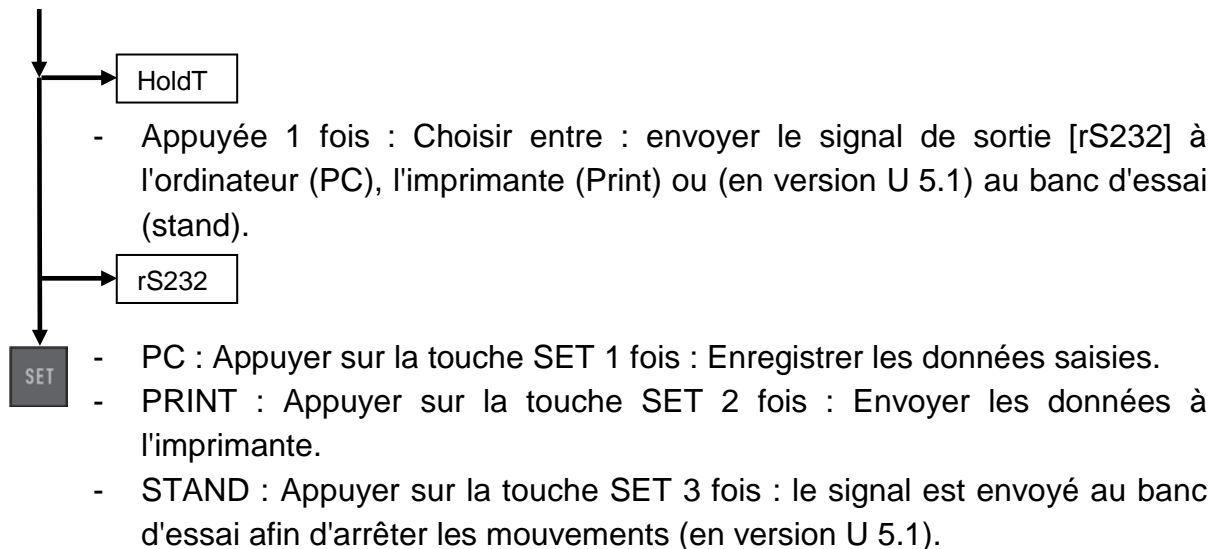 HoldT
- Appuyée 1 fois : Choisir entre : envoyer le signal de sortie [rS232] à
l'ordinateur (PC), l'imprimante (Print) ou (en version U 5.1) au banc d'essai
(stand).
rS232
SET
- PC : Appuyer sur la touche SET 1 fois : Enregistrer les données saisies.
- PRINT : Appuyer sur la touche SET 2 fois : Envoyer les données à
l'imprimante.
- STAND : Appuyer sur la touche SET 3 fois : le signal est envoyé au banc
d'essai afin d'arrêter les mouvements (en version U 5.1).